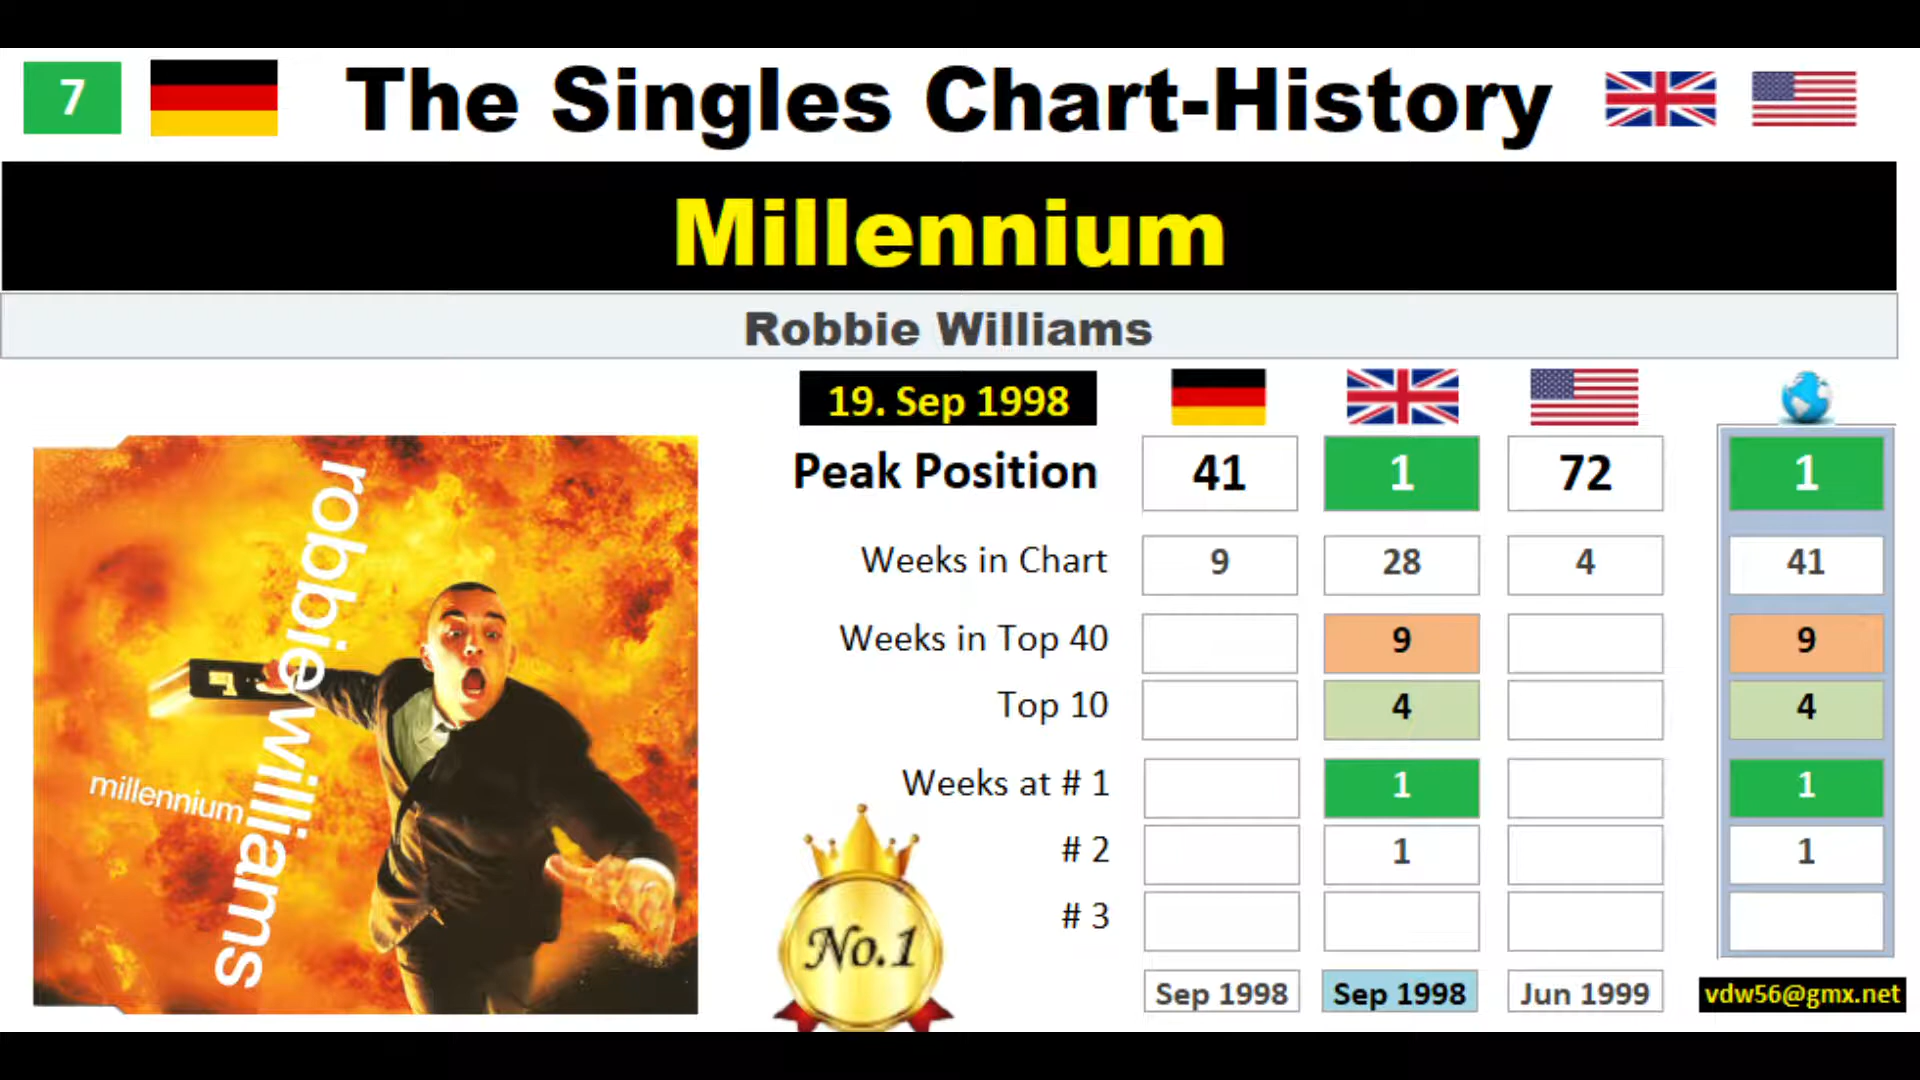 7 The Singles Chart-History
Millennium
Robbie Williams
19. Sep 1998
Peak Position 41 1 72 1
Weeks in Chart 9 28 4 41
Weeks in Top 40 9 9
Top 10 4 4
Weeks at # 1 1 1
# 2 1 1
# 3
Sep 1998 Sep 1998 Jun 1999 vdw56@gmx.net
robbie williams
millennium
No.1